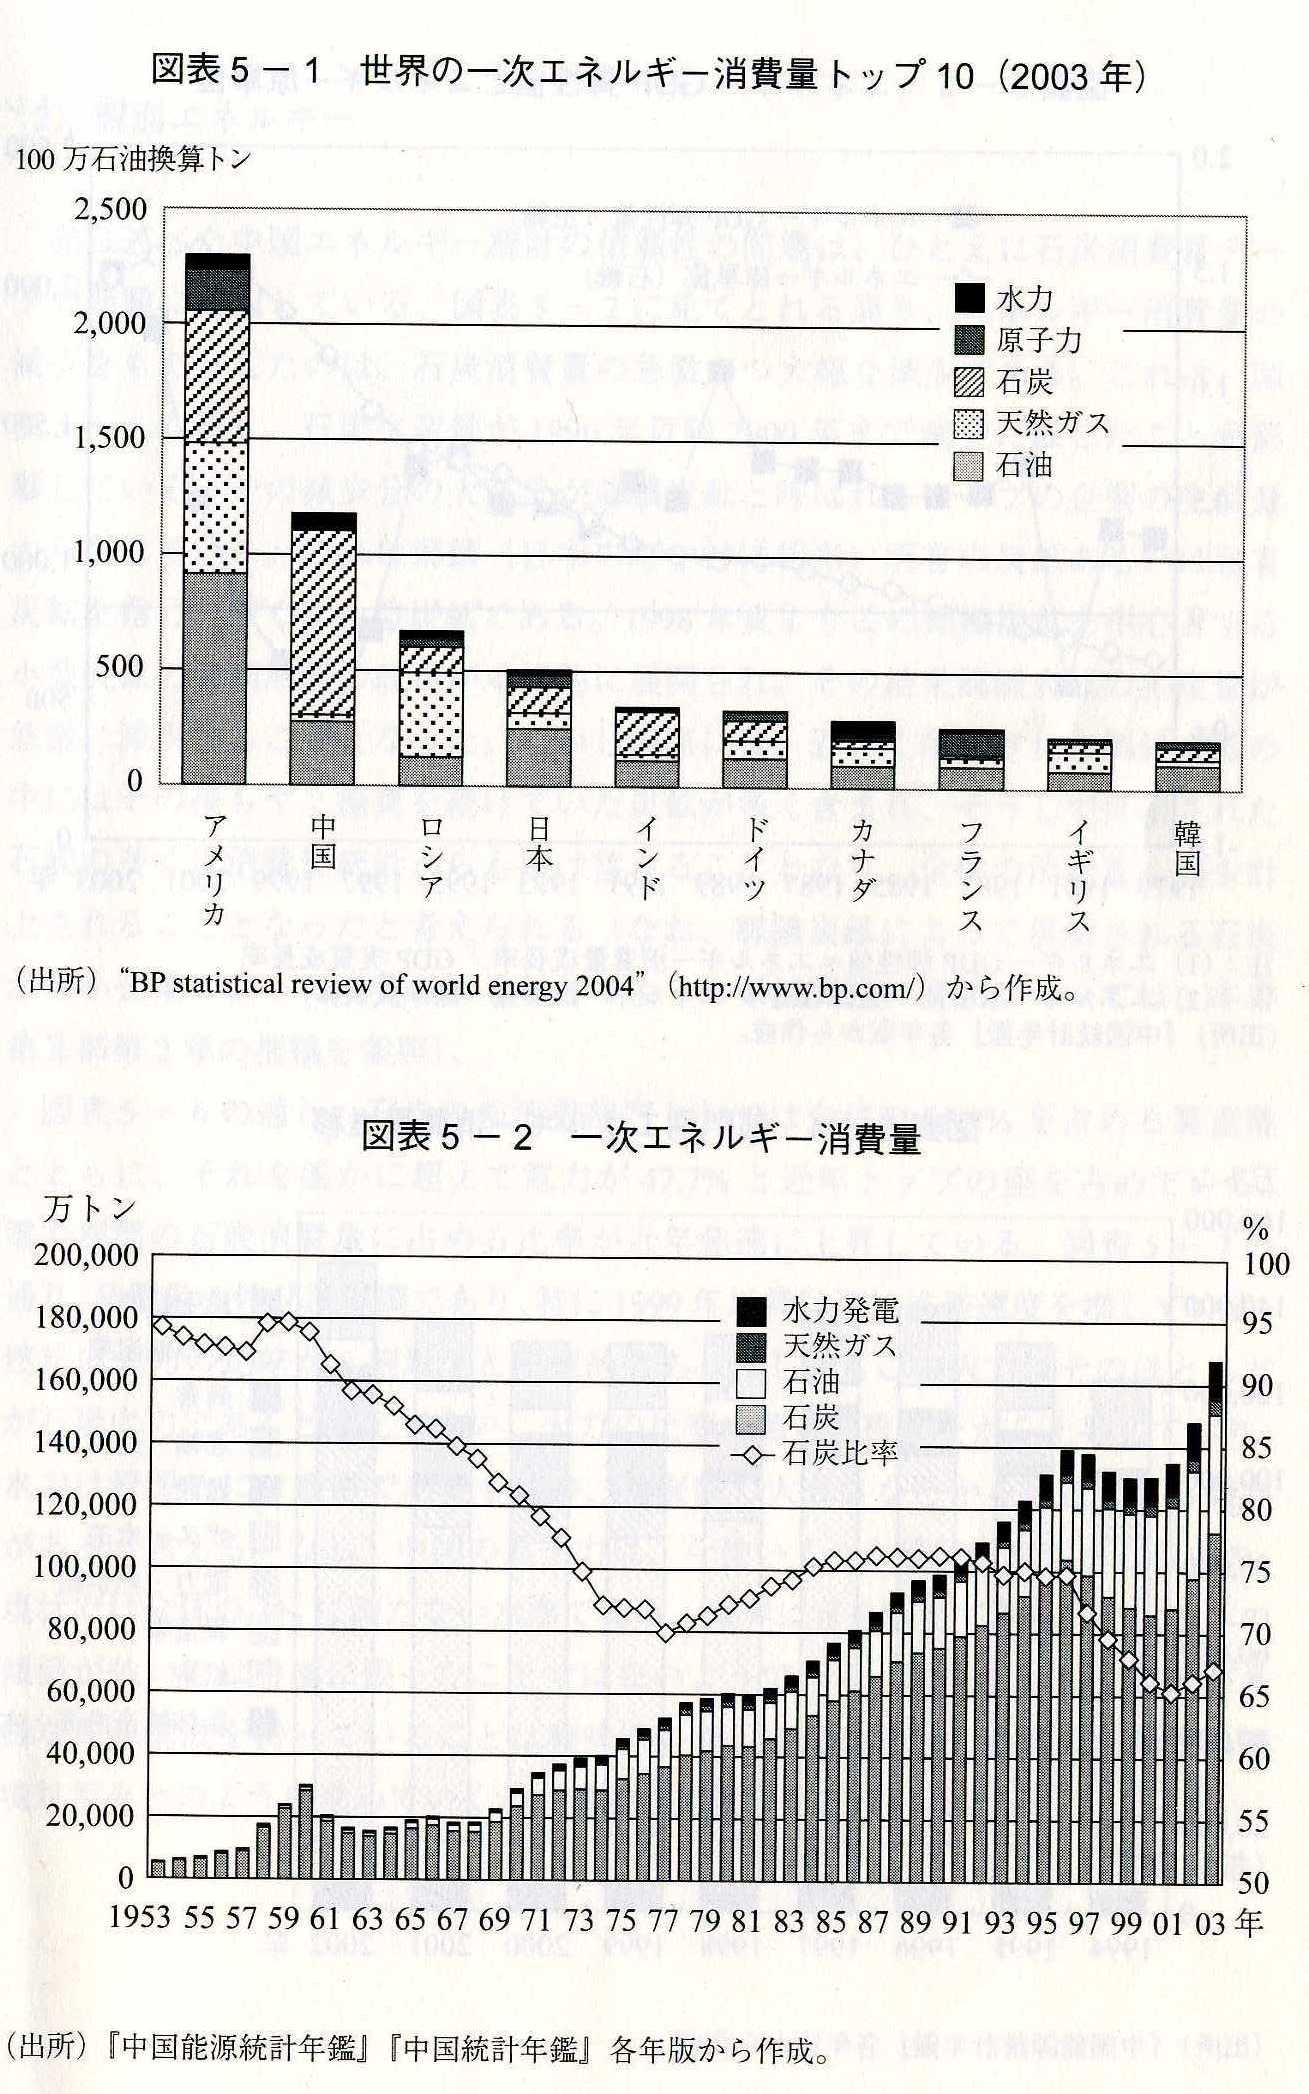 図表5－1　世界の一次エネルギー消費量トップ10（2003年）
100万石油換算トン
2,500
2,000
1,500
1,000
500
0
水力
原子力
石炭
天然ガス
石油
アメリカ
中国
ロシア
日本
インド
ドイツ
カナダ
フランス
イギリス
韓国
（出所）“BP statistical review of world energy 2004”（http://www.bp.com/）から作成。
図表5－2　一次エネルギー消費量
万トン
%
200,000
180,000
160,000
140,000
120,000
100,000
80,000
60,000
40,000
20,000
0
100
95
90
85
80
75
70
65
60
55
50
水力発電
天然ガス
石油
石炭
石炭比率
1953 55 57 59 61 63 65 67 69 71 73 75 77 79 81 83 85 87 89 91 93 95 97 99 01 03 年
（出所）『中国能源統計年鑑』『中国統計年鑑』各年版から作成。